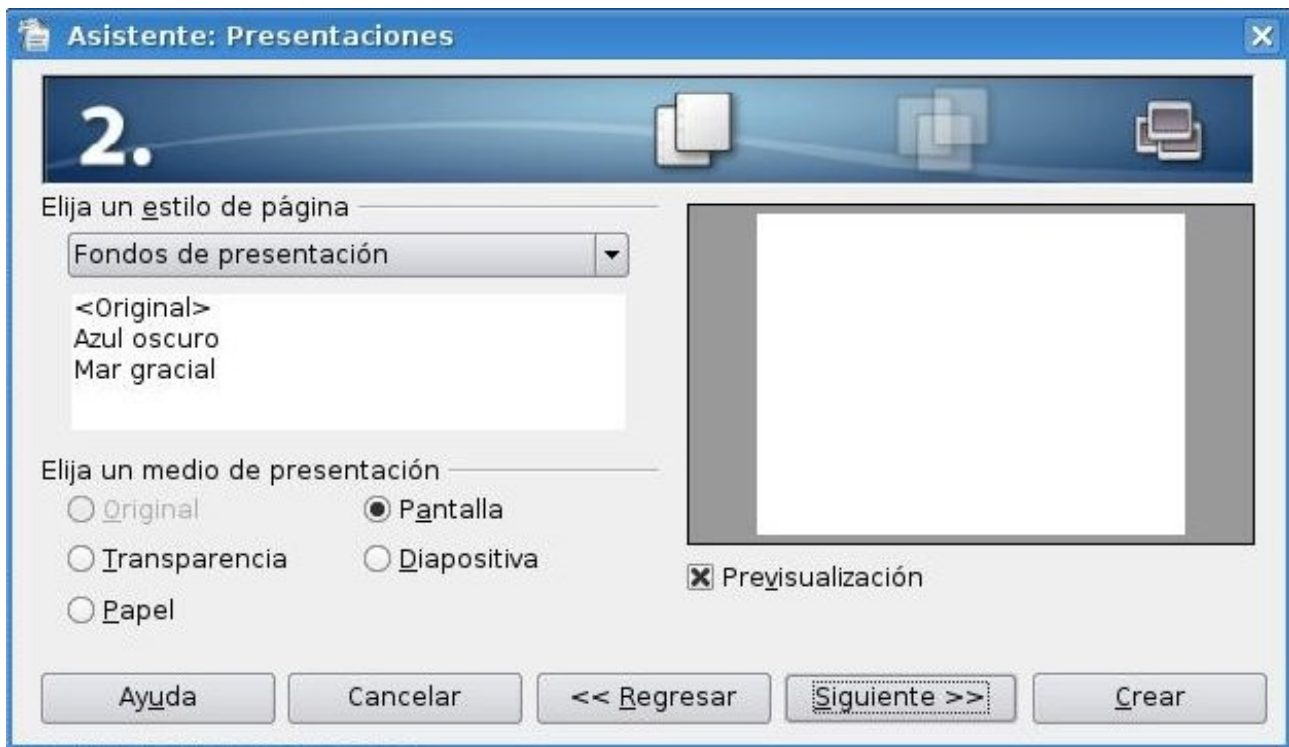 Asistente: Presentaciones
2.
Elija un estilo de página
Fondos de presentación
<Original>
Azul oscuro
Mar gracial
Elija un medio de presentación
Original
Pantalla
Transparencia
Diapositiva
Papel
Previsualización
Ayuda
Cancelar
<< Regresar
Siguiente >>
Crear